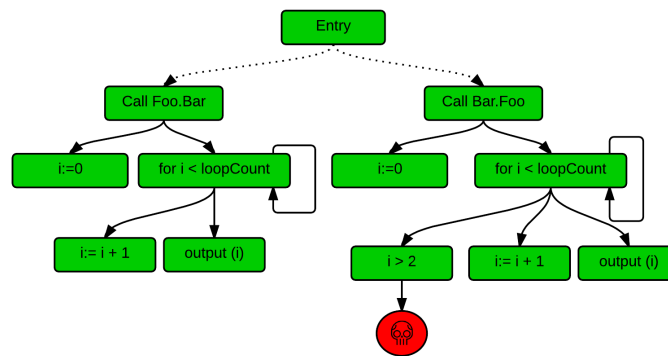 Entry
Call Foo.Bar
Call Bar.Foo
i:=0
for i < loopCount
i:=0
for i < loopCount
i:= i + 1
output (i)
i > 2
i:= i + 1
output (i)